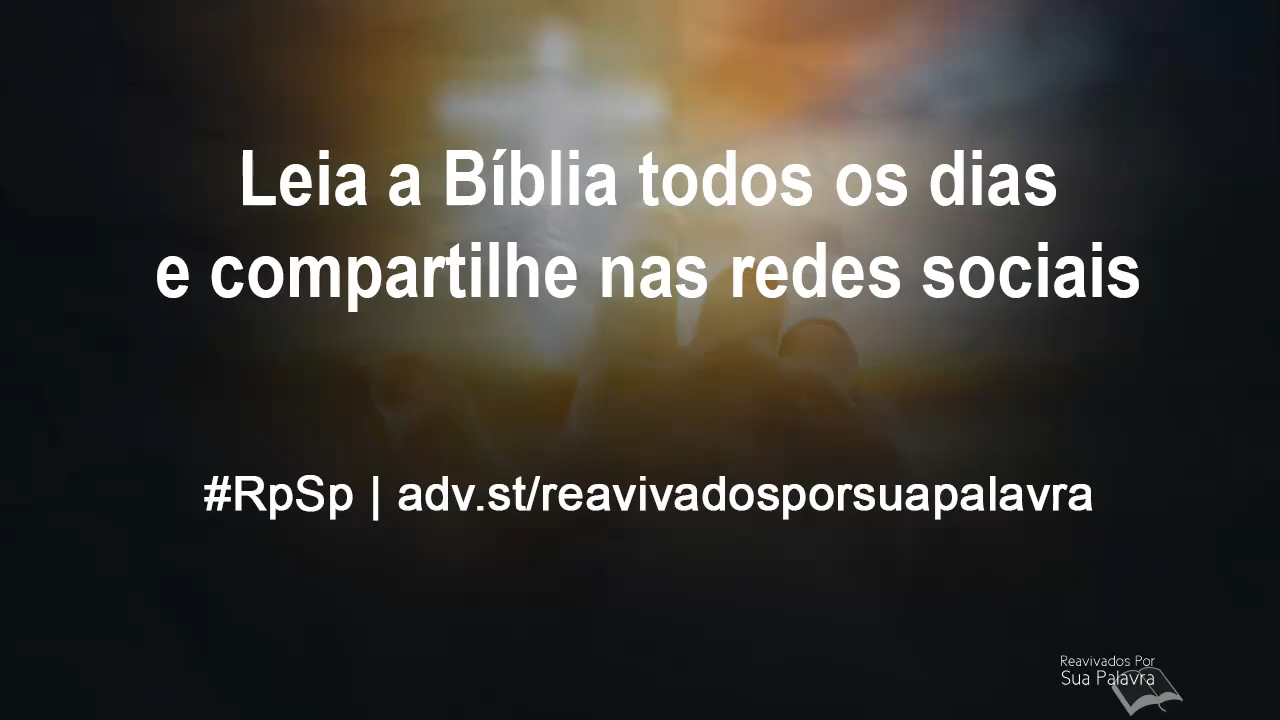 Leia a Bíblia todos os dias
e compartilhe nas redes sociais
#RpSp | adv.st/reavivadosporsuapalavra
Reavivados Por
Sua Palavra